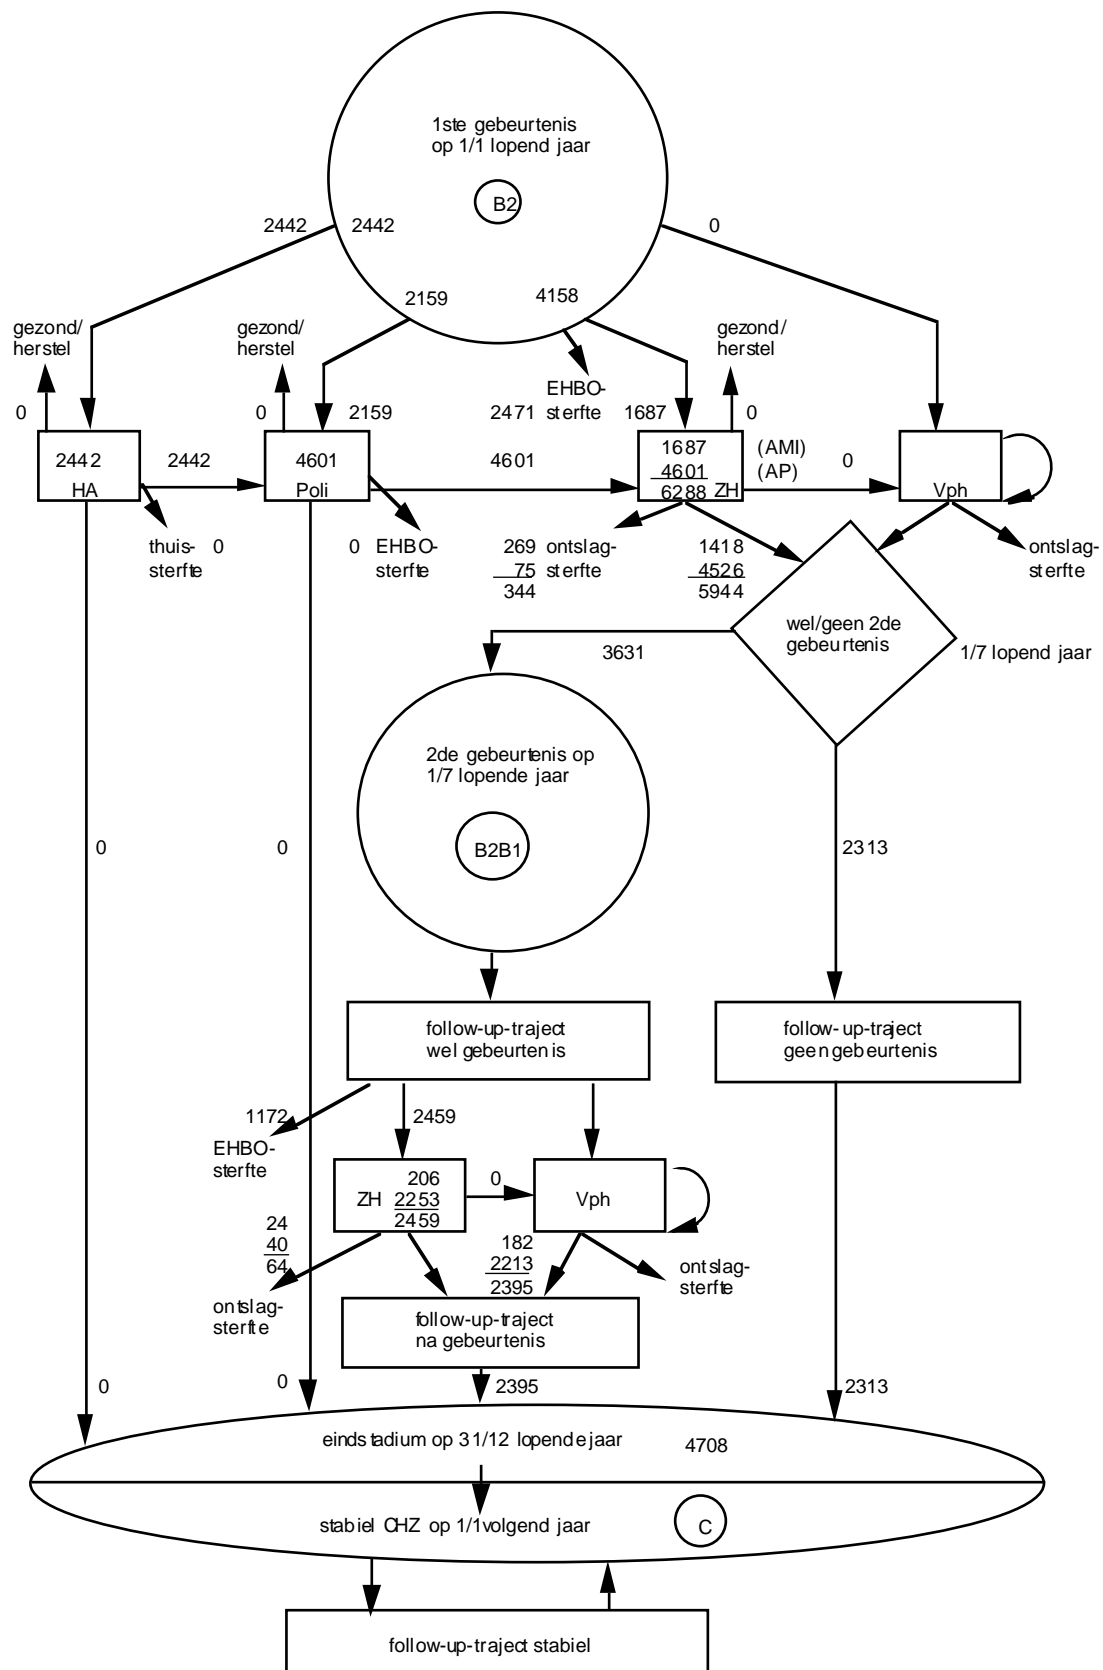 1ste gebeurtenis
op 1/1 lopend jaar
B2
2442 2442 0
2159 4158
gezond/
herstel
gezond/
herstel
gezond/
herstel
EHBO-
sterfte
0 0 2159 2471 1687 0
2442
HA
2442
4601
Poli
4601
1687
4601
6288 ZH
(AMI)
(AP)
0
Vph
thuis-
sterfte
0
0
EHBO-
sterfte
269
75
344
ontslag-
sterfte
1418
4526
5944
ontslag-
sterfte
wel/geen 2de
gebeurtenis
1/7 lopend jaar
3631
2de gebeurtenis op
1/7 lopende jaar
B2B1
0 0 2313
follow-up-traject
wel gebeurtenis
follow-up-traject
geen gebeurtenis
1172
EHBO-
sterfte
2459
ZH
206
2253
2459
0
Vph
24
40
64
ontslag-
sterfte
182
2213
2395
ontslag-
sterfte
follow-up-traject
na gebeurtenis
0 0 2395 2313
eindstadium op 31/12 lopende jaar 4708
stabiel CHZ op 1/1 volgend jaar C
follow-up-traject stabiel